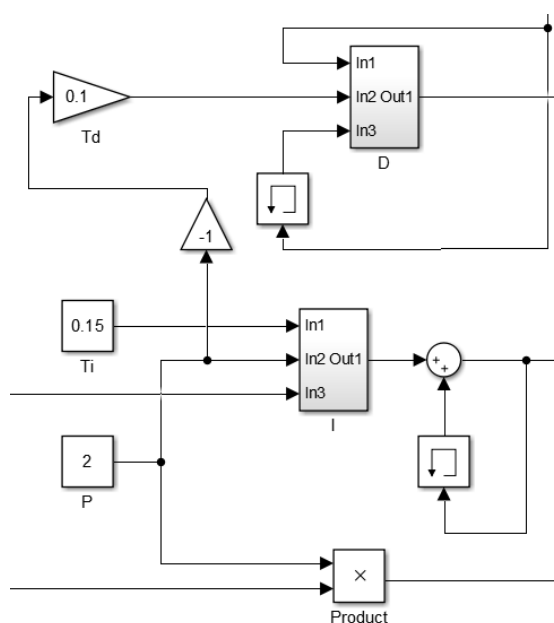 In1
0.1
In2 Out1
Td
In3
D
-1
0.15
In1
Ti
In2 Out1
+
+
In3
I
2
P
×
Product